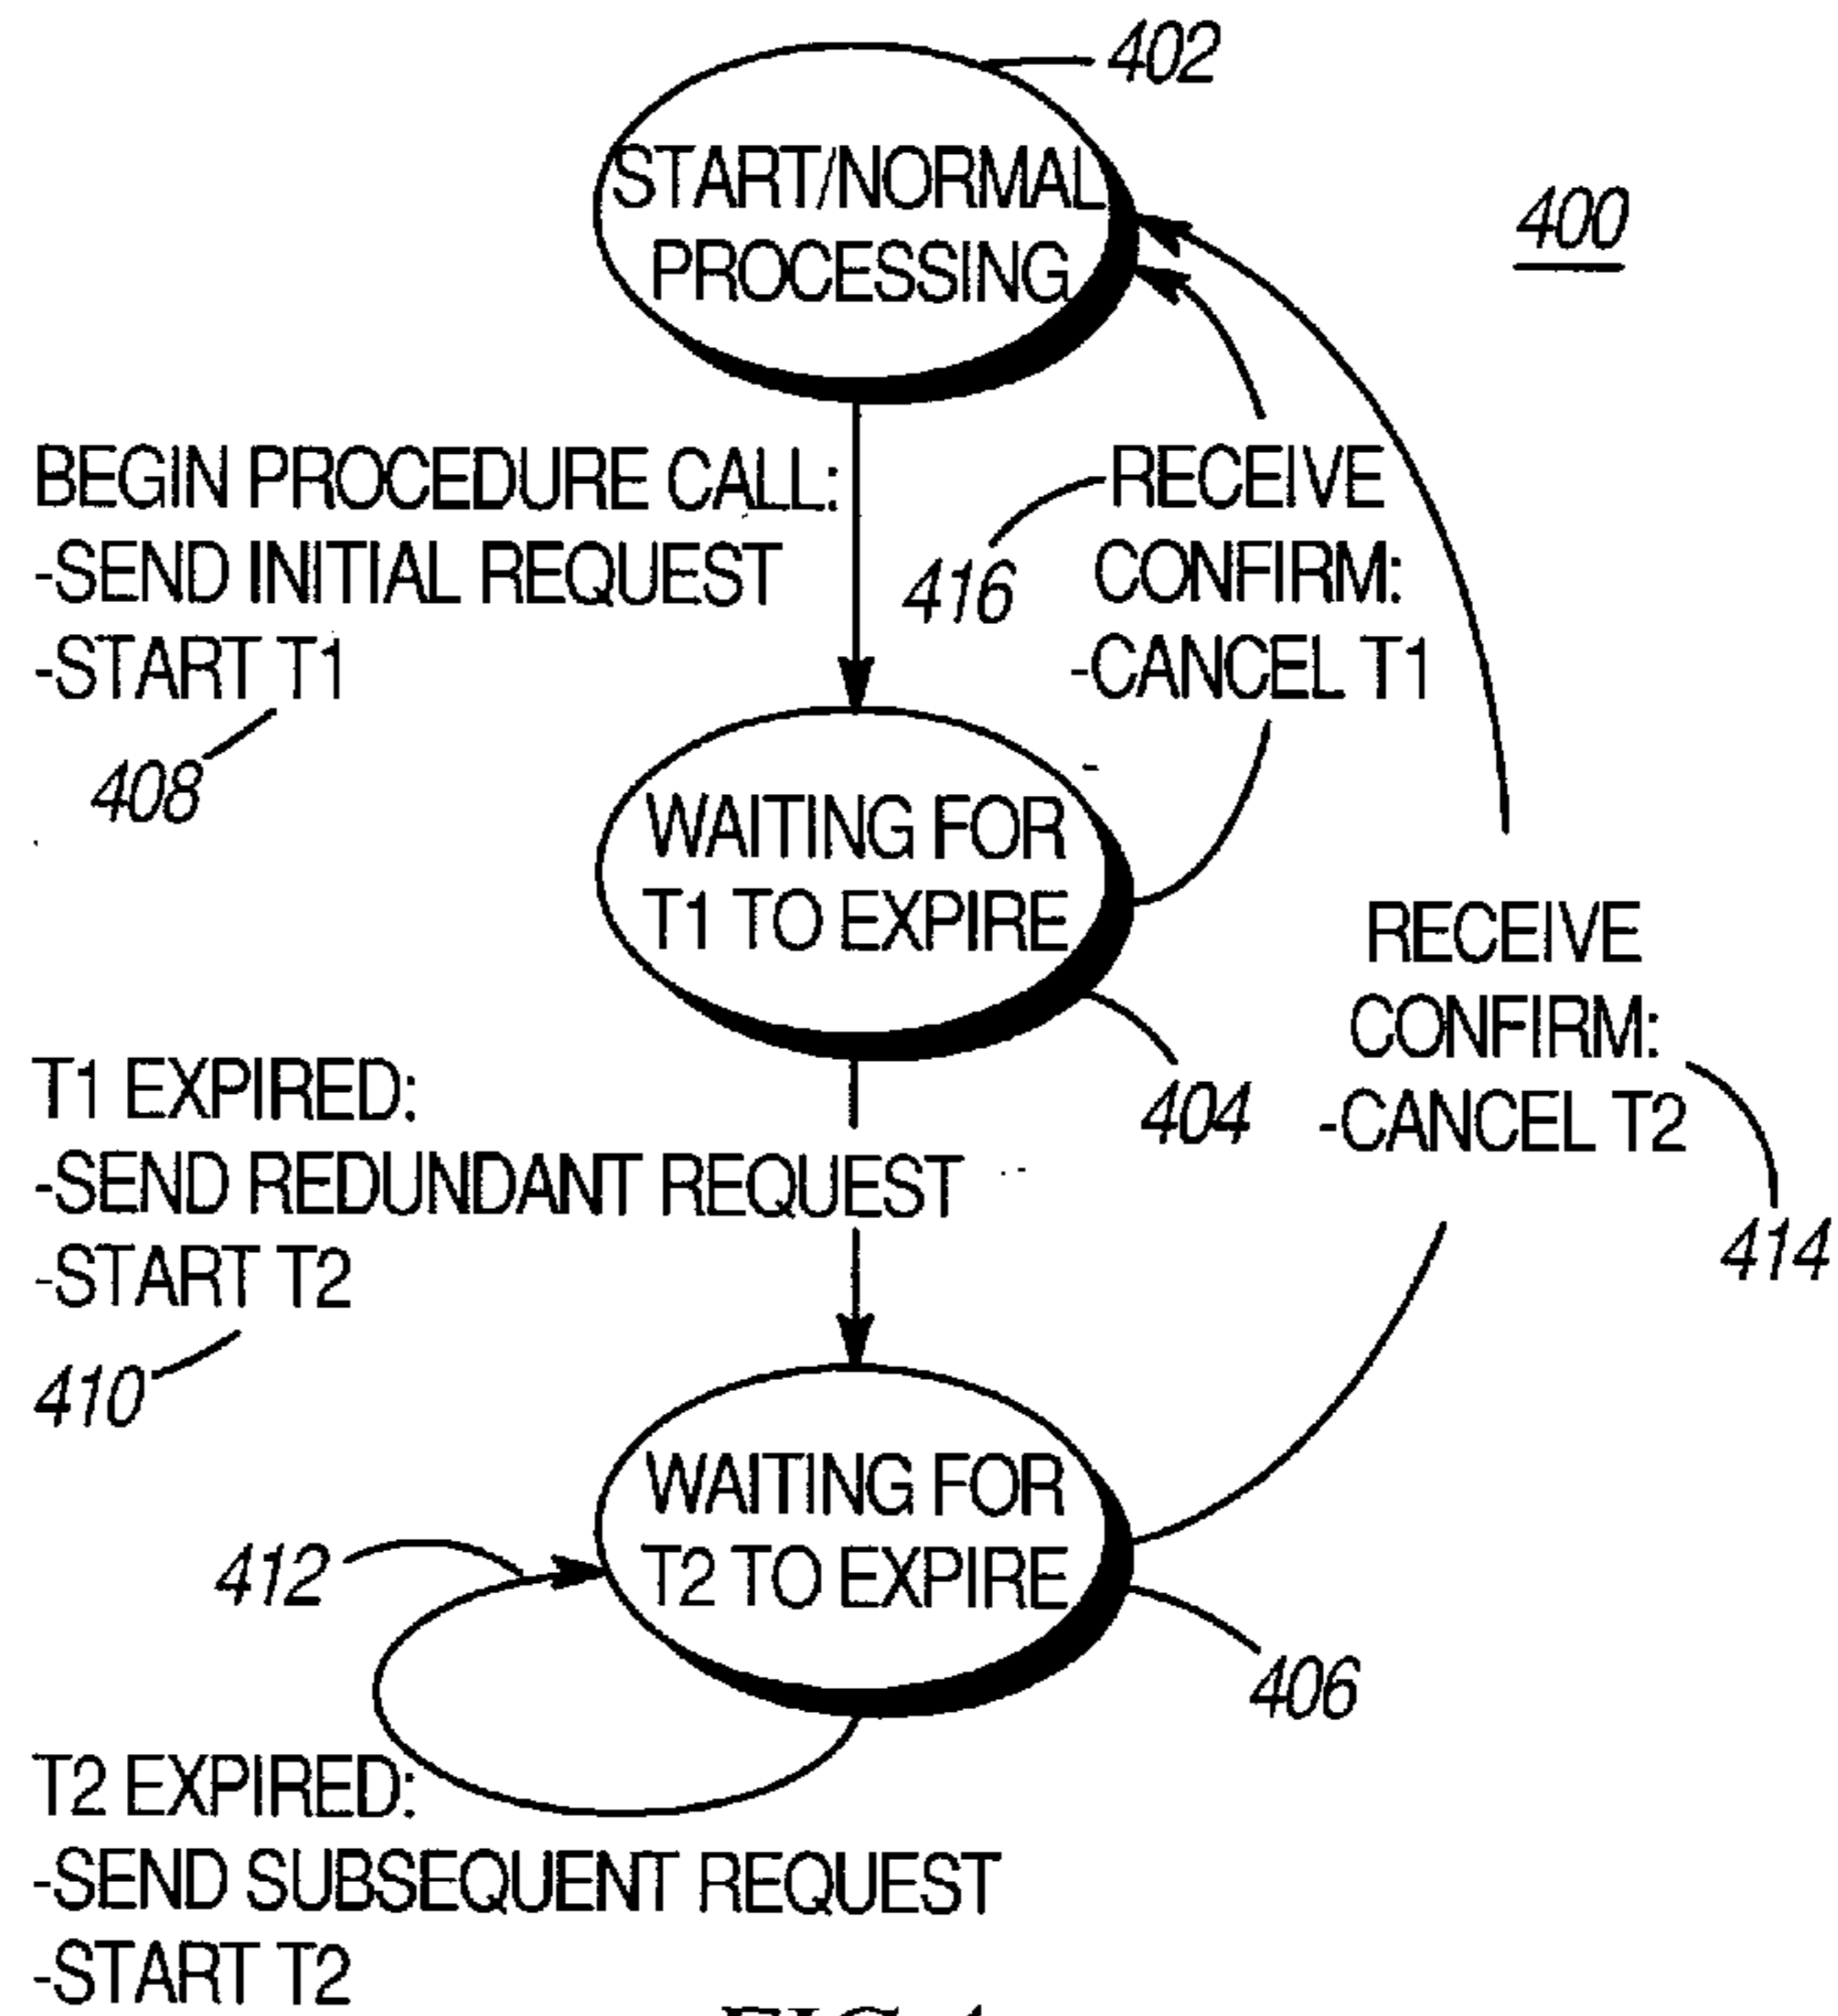 402
START/NORMAL
PROCESSING
400
BEGIN PROCEDURE CALL:
-SEND INITIAL REQUEST
-START T1
408
416
RECEIVE
CONFIRM:
-CANCEL T1
WAITING FOR
T1 TO EXPIRE
404
RECEIVE
CONFIRM:
-CANCEL T2
414
T1 EXPIRED:
-SEND REDUNDANT REQUEST
-START T2
410
WAITING FOR
T2 TO EXPIRE
412
406
T2 EXPIRED:
-SEND SUBSEQUENT REQUEST
-START T2